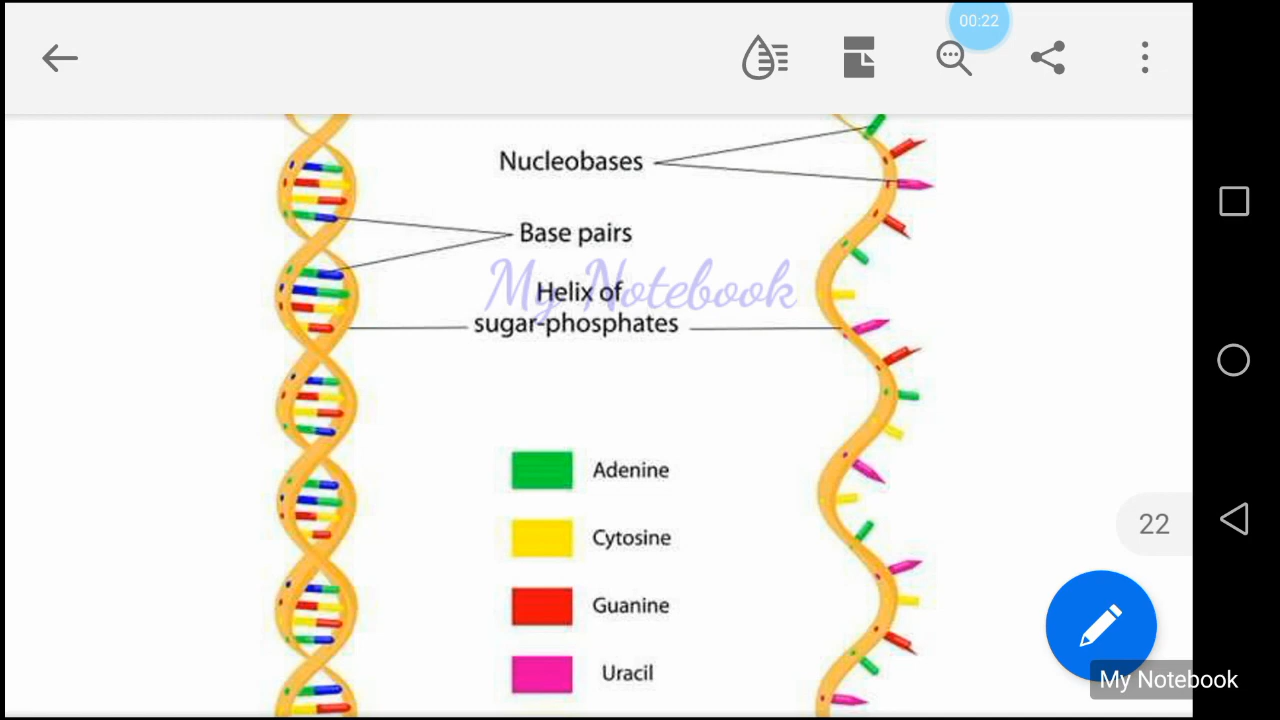 00:22
Nucleobases
Base pairs
My Notebook
Helix of
sugar-phosphates
Adenine
Cytosine
22
Guanine
Uracil
My Notebook